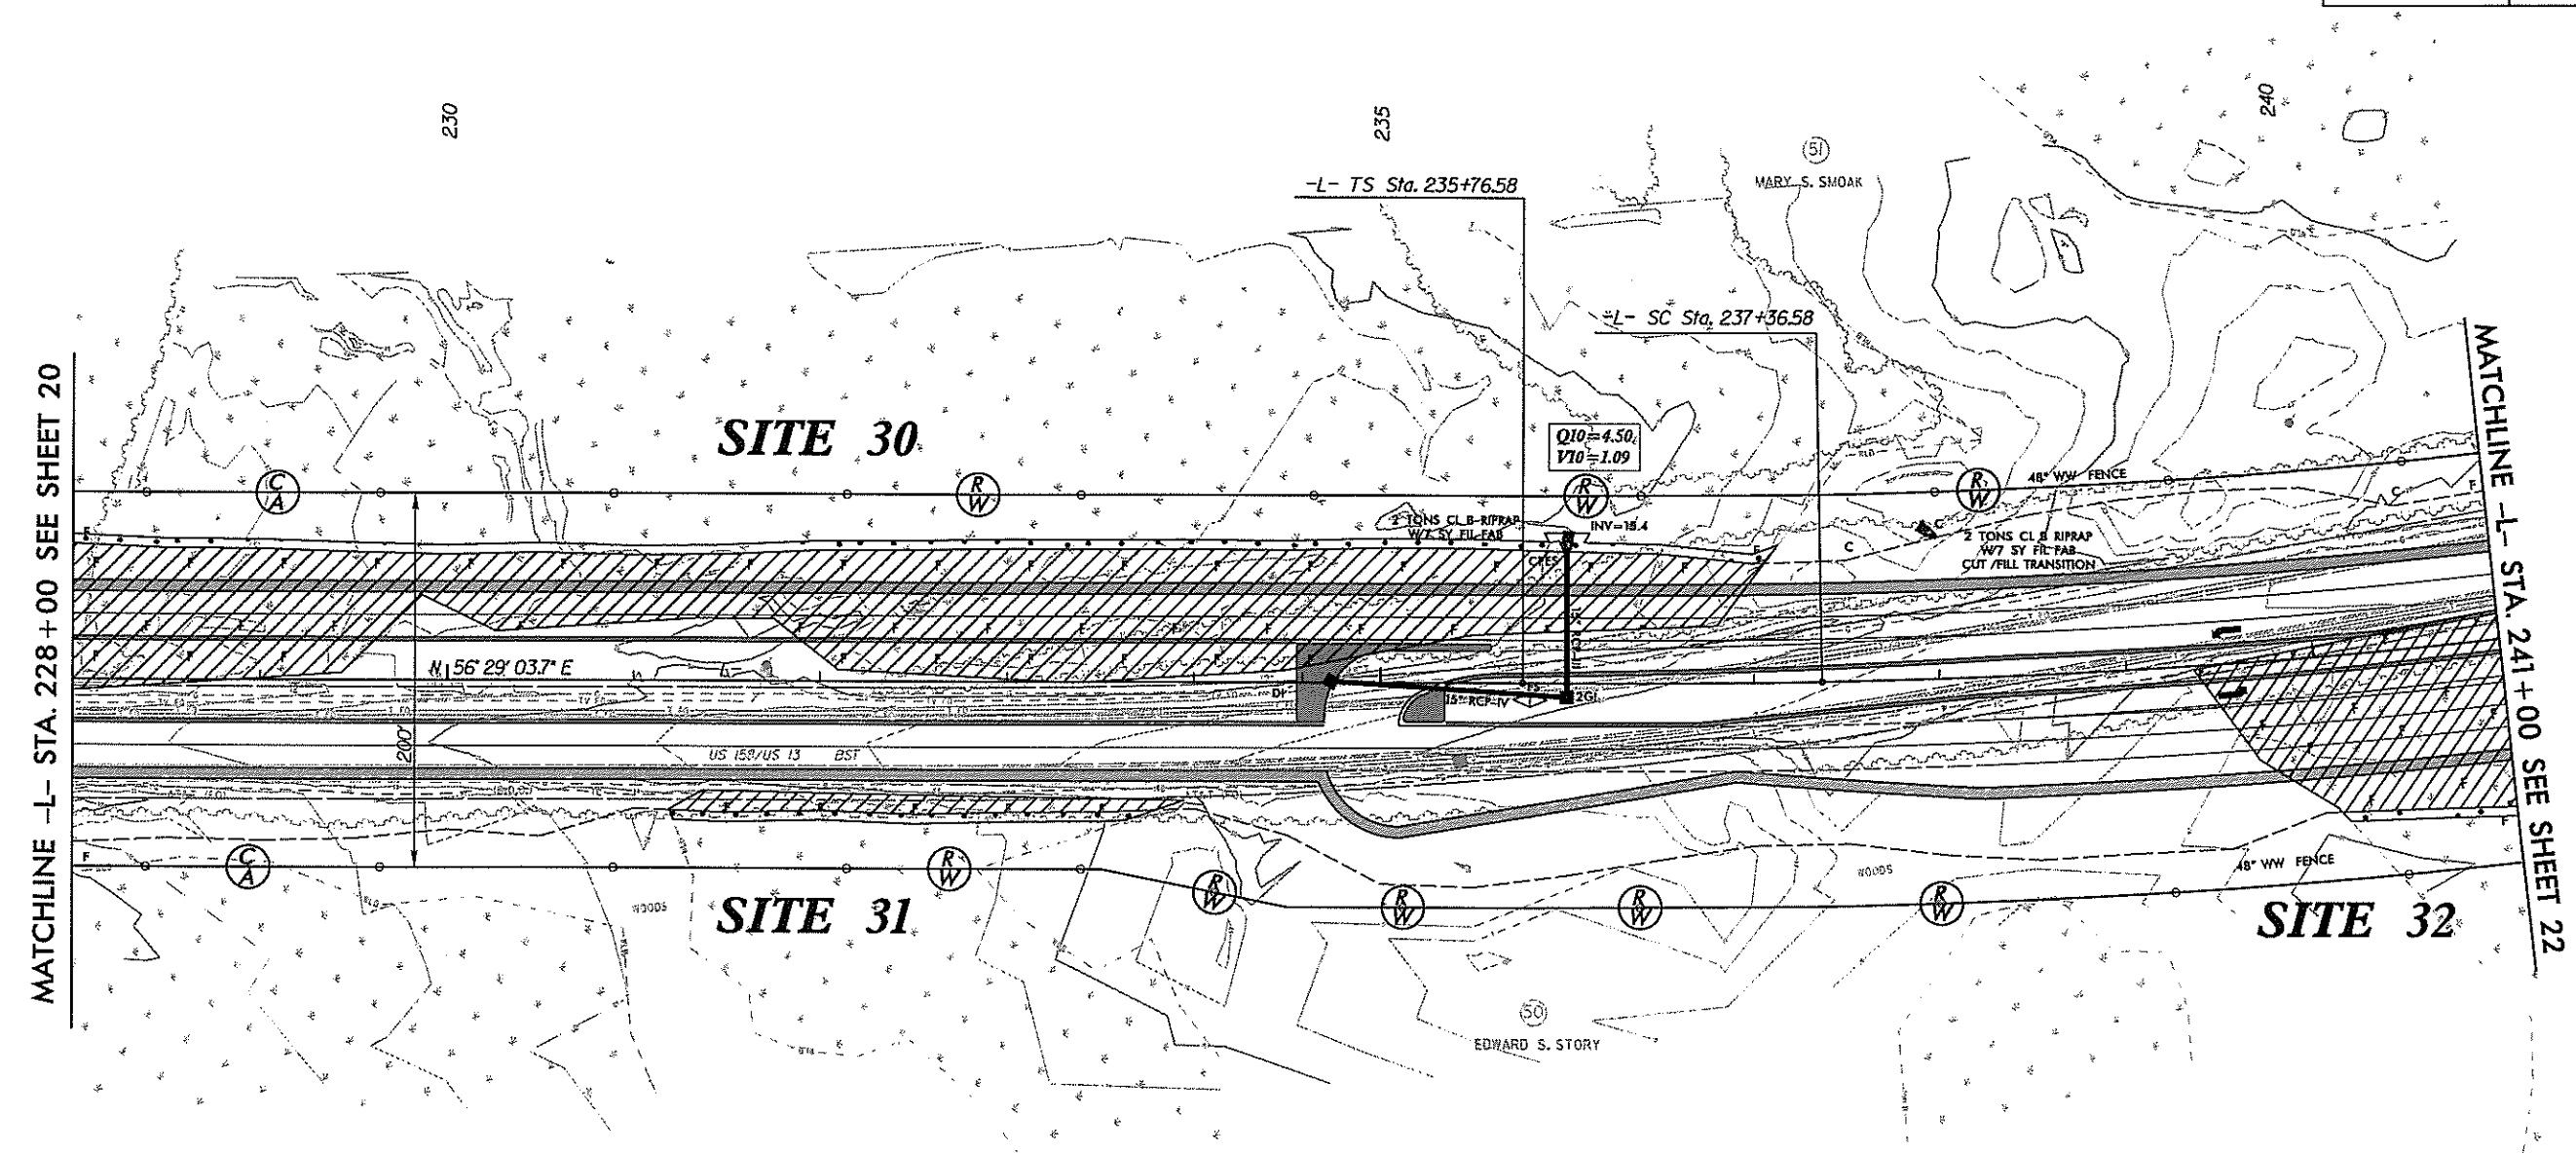 230
235
240
51
MARY S. SMOAK
-L- TS Sta. 235+76.58
-L- SC Sta. 237+36.58
MATCHLINE -L- STA. 228+00 SEE SHEET 20
MATCHLINE -L- STA. 241+00 SEE SHEET 22
SITE 30
Q10=4.50
V10=1.09
C
A
R
W
R
W
R
W
48" WW FENCE
2 TONS CL B RIPRAP
W/7 SY FIL FAB
INV=15.4
2 TONS CL B RIPRAP
W/7 SY FIL FAB
CUT /FILL TRANSITION
C
C
F
N 56° 29' 03.7" E
DI
15" RCP-IV
1
2GI
200'
US 158/US 13
BST
F
C
A
R
W
R
W
R
W
R
W
R
W
WOODS
WOODS
48" WW FENCE
SITE 31
SITE 32
50
EDWARD S. STORY